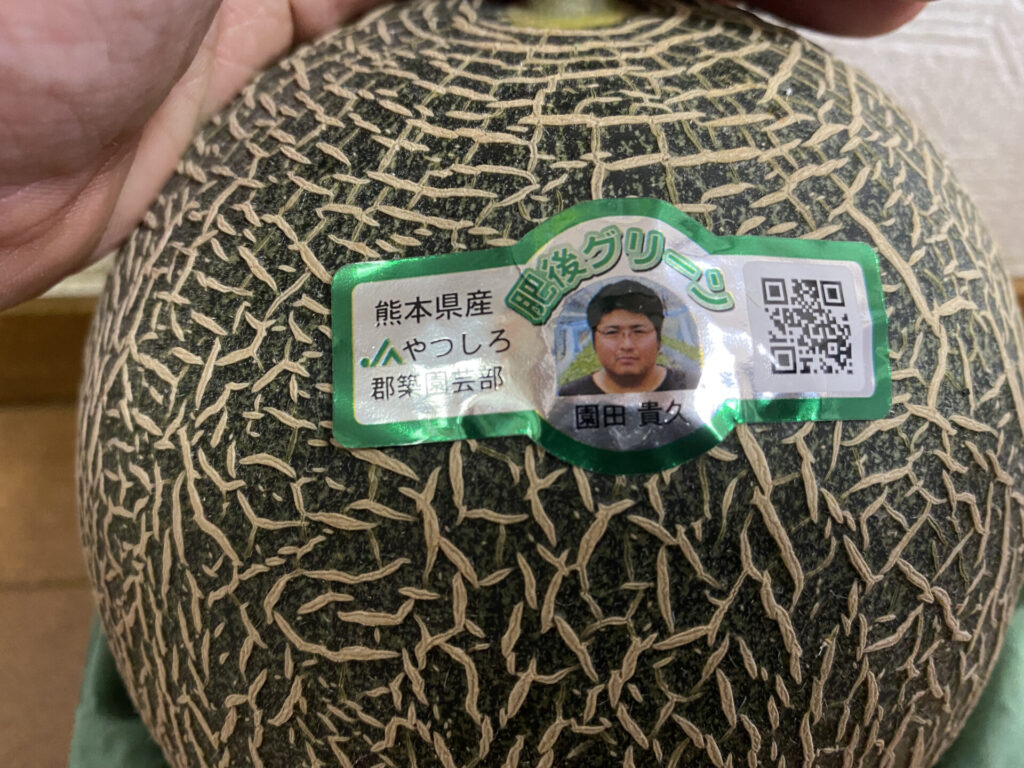 肥後グリーン
熊本県産
JAやつしろ
郡築園芸部
園田 貴久